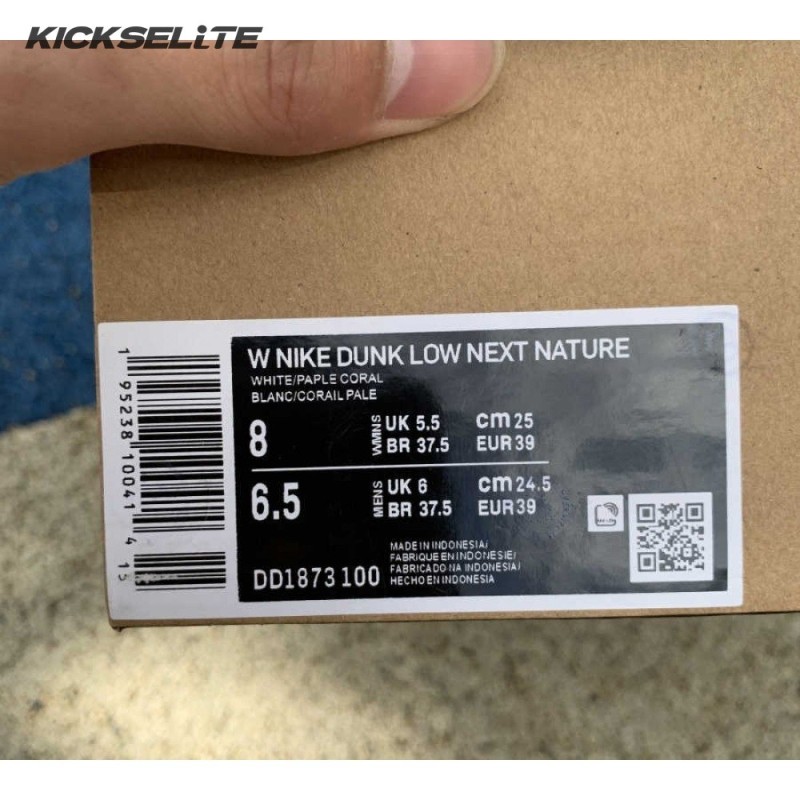 KICKSELITE
W NIKE DUNK LOW NEXT NATURE
WHITE/PAPLE CORAL
BLANC/CORAIL PALE
8 WMNS UK 5.5 cm 25
BR 37.5 EUR 39
6.5 MENS UK 6 cm 24.5
BR 37.5 EUR 39
DD1873 100
MADE IN INDONESIA/
FABRIQUE EN INDONESIE/
FABRICADO NA INDONESIA/
HECHO EN INDONESIA
1 95238 10041 4 15